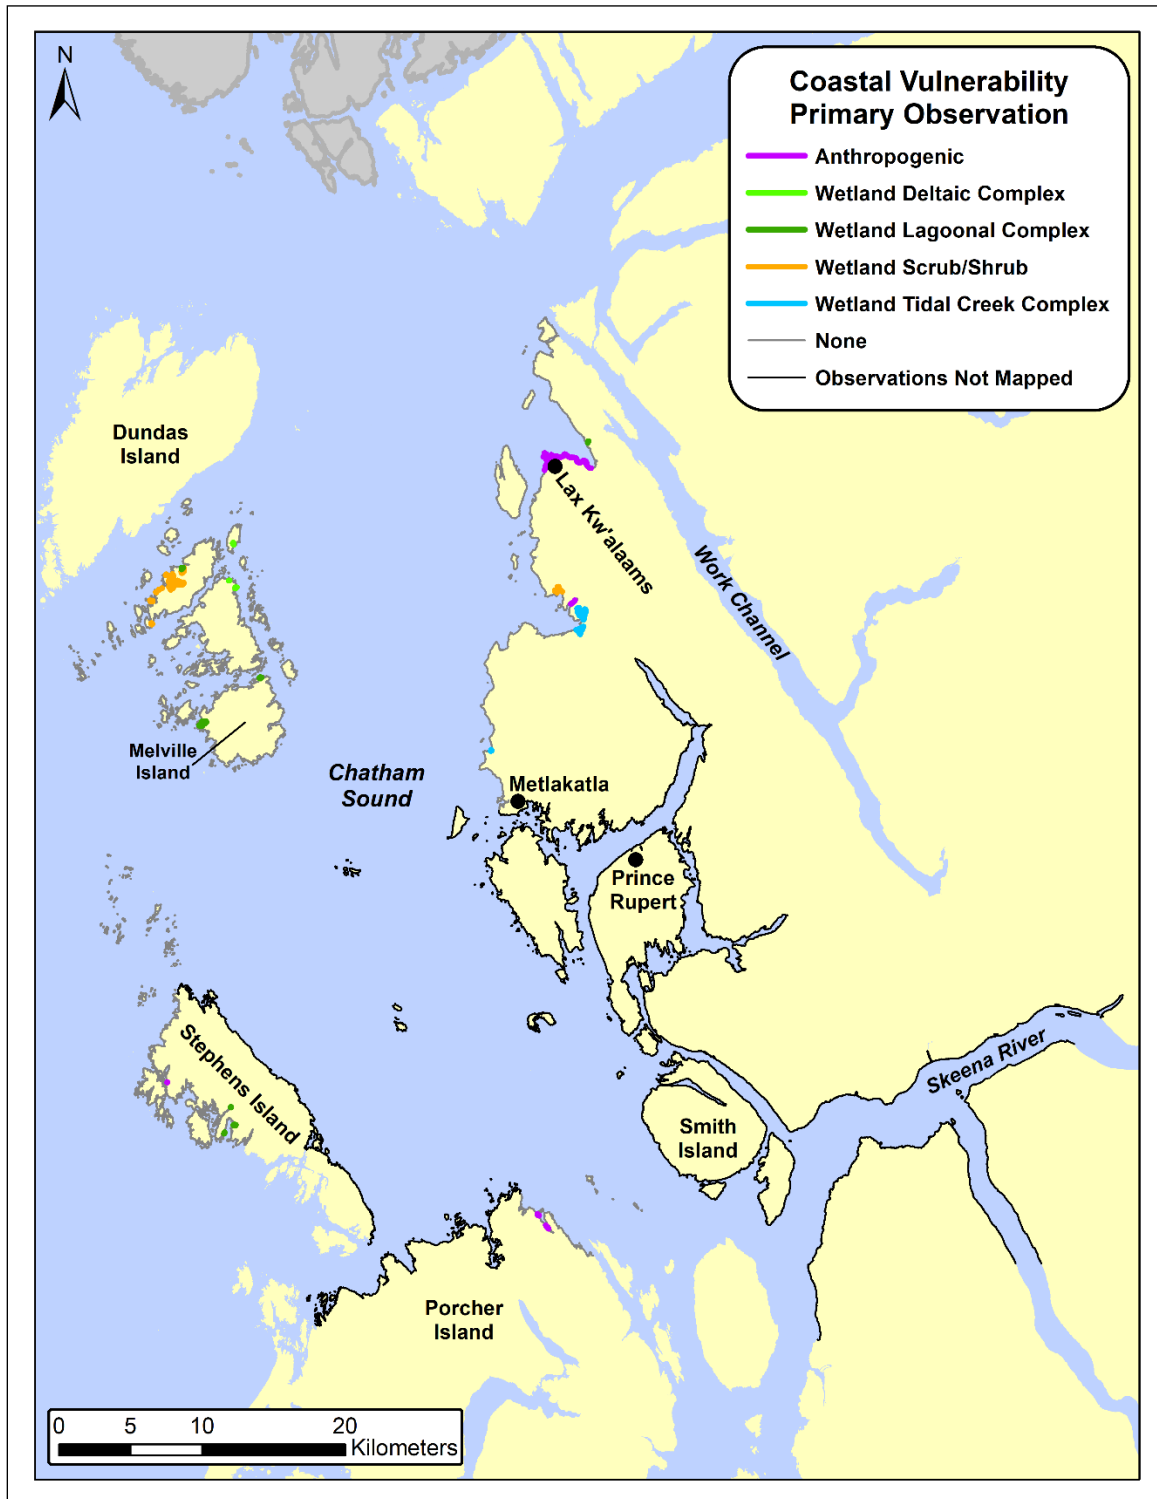 N
Coastal Vulnerability
Primary Observation
Anthropogenic
Wetland Deltaic Complex
Wetland Lagoonal Complex
Wetland Scrub/Shrub
Wetland Tidal Creek Complex
None
Observations Not Mapped
Dundas
Island
Lax Kw'alaams
Work Channel
Melville
Island
Chatham
Sound
Metlakatla
Prince
Rupert
Stephens Island
Skeena River
Smith
Island
Porcher
Island
0 5 10 20
Kilometers